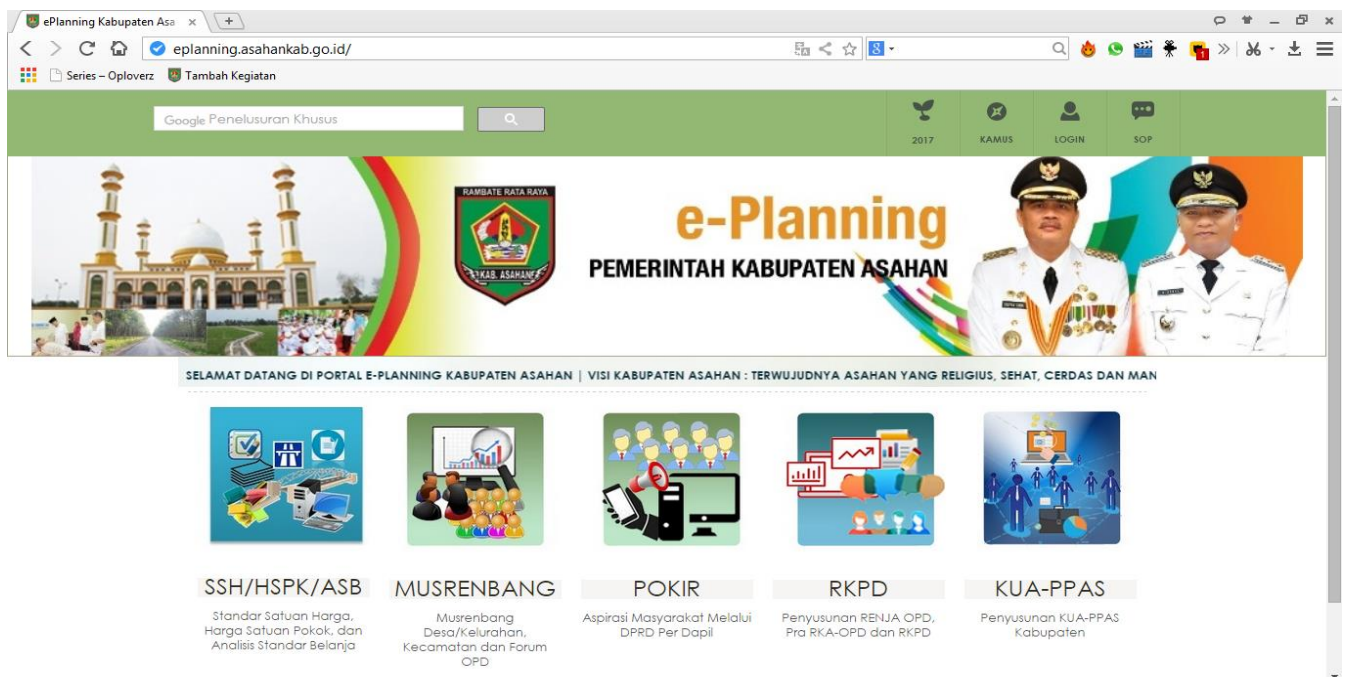 ePlanning Kabupaten Asa
eplanning.asahankab.go.id/
Series – Oploverz
Tambah Kegiatan
Google Penelusuran Khusus
2017
KAMUS
LOGIN
SOP
RAMBATE RATA RAYA
KAB. ASAHAN
e-Planning
PEMERINTAH KABUPATEN ASAHAN
SELAMAT DATANG DI PORTAL E-PLANNING KABUPATEN ASAHAN | VISI KABUPATEN ASAHAN : TERWUJUDNYA ASAHAN YANG RELIGIUS, SEHAT, CERDAS DAN MAN
SSH/HSPK/ASB
Standar Satuan Harga,
Harga Satuan Pokok, dan
Analisis Standar Belanja
MUSRENBANG
Musrenbang
Desa/Kelurahan,
Kecamatan dan Forum
OPD
POKIR
Aspirasi Masyarakat Melalui
DPRD Per Dapil
RKPD
Penyusunan RENJA OPD,
Pra RKA-OPD dan RKPD
KUA-PPAS
Penyusunan KUA-PPAS
Kabupaten